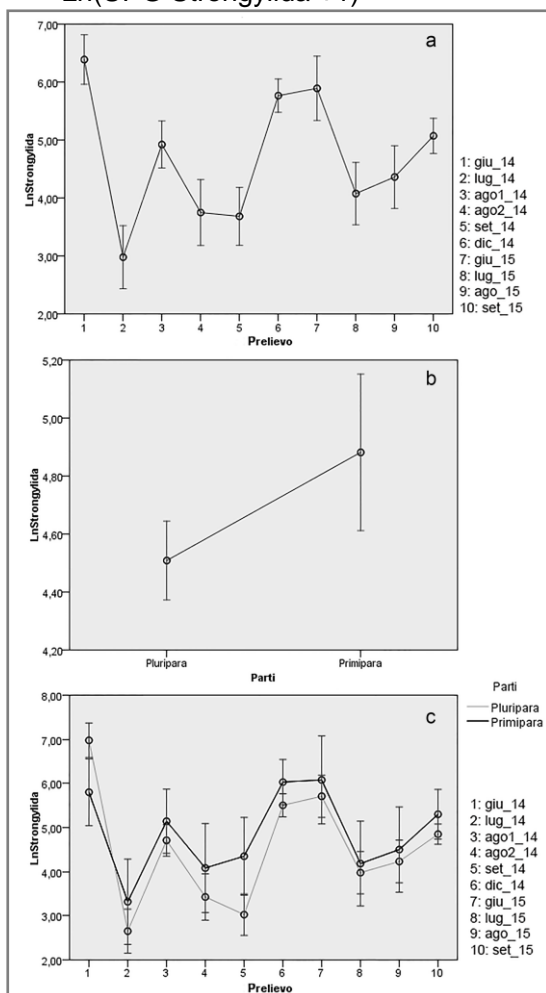 a
7,00
6,00
5,00
4,00
3,00
2,00
LnStrongylida
1 2 3 4 5 6 7 8 9 10
Prelievo
1: giu_14
2: lug_14
3: ago1_14
4: ago2_14
5: set_14
6: dic_14
7: giu_15
8: lug_15
9: ago_15
10: set_15
b
5,20
5,00
4,80
4,60
4,40
4,20
LnStrongylida
Pluripara Primipara
Parti
c
8,00
7,00
6,00
5,00
4,00
3,00
2,00
LnStrongylida
1 2 3 4 5 6 7 8 9 10
Prelievo
Parti
Pluripara
Primipara
1: giu_14
2: lug_14
3: ago1_14
4: ago2_14
5: set_14
6: dic_14
7: giu_15
8: lug_15
9: ago_15
10: set_15